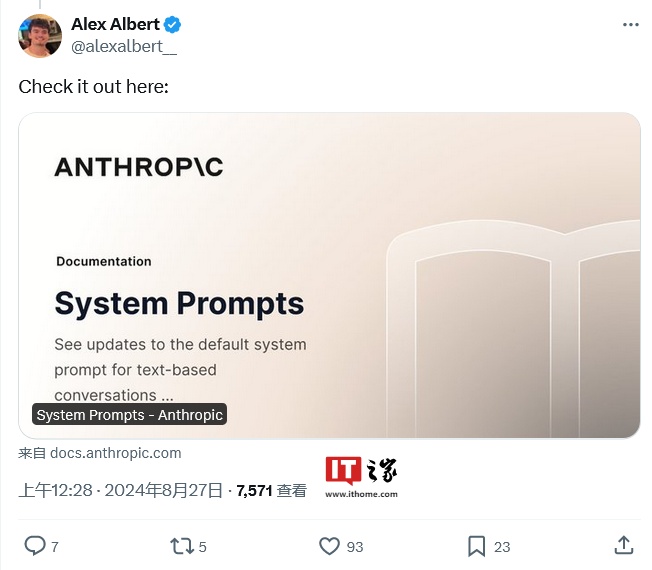 Alex Albert
@alexalbert__
Check it out here:
ANTHROP\C
Documentation
System Prompts
See updates to the default system
prompt for text-based
conversations ...
System Prompts - Anthropic
来自 docs.anthropic.com
上午12:28 · 2024年8月27日 · 7,571 查看
IT之家
www.ithome.com
7 5 93 23